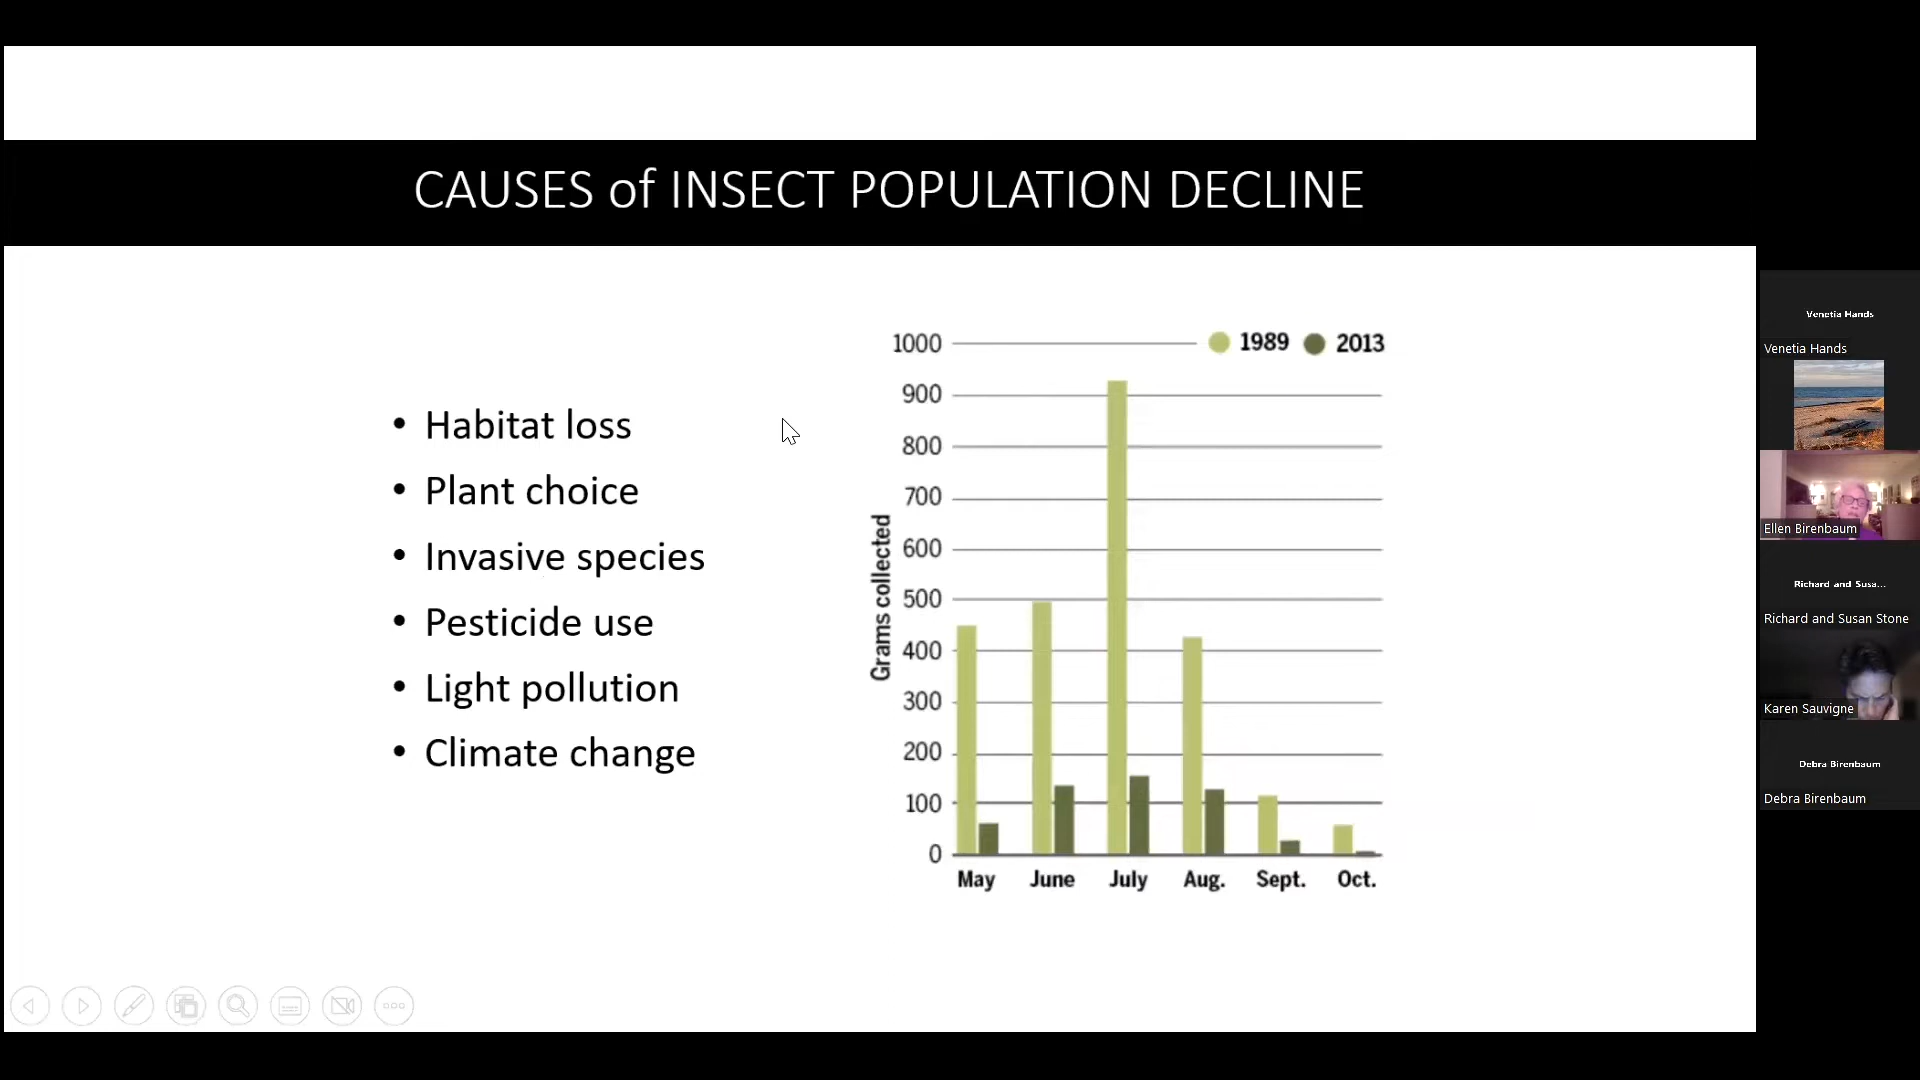 CAUSES of INSECT POPULATION DECLINE
• Habitat loss
• Plant choice
• Invasive species
• Pesticide use
• Light pollution
• Climate change
1989 2013
Grams collected
1000
900
800
700
600
500
400
300
200
100
0
May June July Aug. Sept. Oct.
Venetia Hands
Venetia Hands
Ellen Birenbaum
Richard and Susa...
Richard and Susan Stone
Karen Sauvigne
Debra Birenbaum
Debra Birenbaum